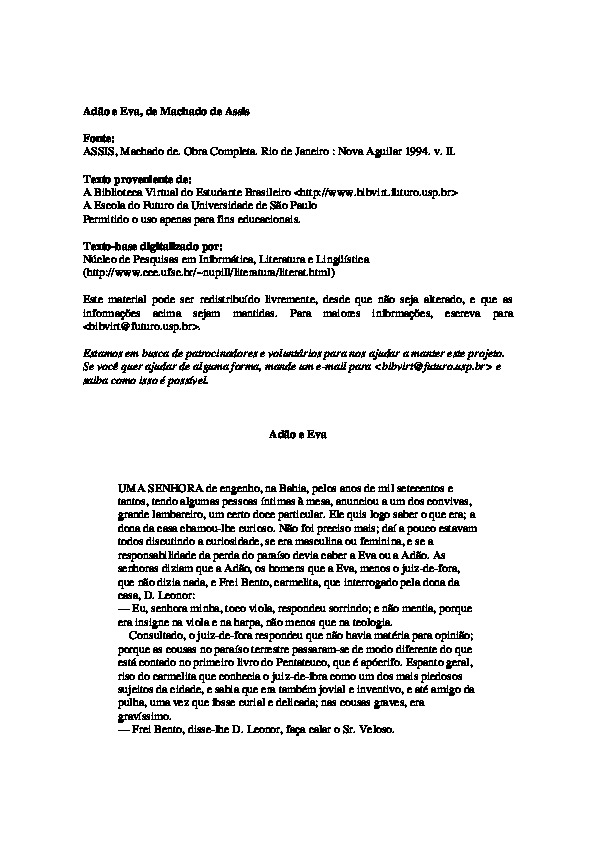 Adão e Eva, de Machado de Assis
Fonte:
ASSIS, Machado de. Obra Completa. Rio de Janeiro : Nova Aguilar 1994. v. II.
Texto proveniente de:
A Biblioteca Virtual do Estudante Brasileiro <http://www.bibvirt.futuro.usp.br>
A Escola do Futuro da Universidade de São Paulo
Permitido o uso apenas para fins educacionais.
Texto-base digitalizado por:
Núcleo de Pesquisas em Informática, Literatura e Lingüística
(http://www.cce.ufsc.br/~nupill/literatura/literat.html)
Este material pode ser redistribuído livremente, desde que não seja alterado, e que as
informações acima sejam mantidas. Para maiores informações, escreva para
<bibvirt@futuro.usp.br>.
Estamos em busca de patrocinadores e voluntários para nos ajudar a manter este projeto.
Se você quer ajudar de alguma forma, mande um e-mail para <bibvirt@futuro.usp.br> e
saiba como isso é possível.
Adão e Eva
UMA SENHORA de engenho, na Bahia, pelos anos de mil setecentos e
tantos, tendo algumas pessoas íntimas à mesa, anunciou a um dos convivas,
grande lambareiro, um certo doce particular. Ele quis logo saber o que era; a
dona da casa chamou-lhe curioso. Não foi preciso mais; daí a pouco estavam
todos discutindo a curiosidade, se era masculina ou feminina, e se a
responsabilidade da perda do paraíso devia caber a Eva ou a Adão. As
senhoras diziam que a Adão, os homens que a Eva, menos o juiz-de-fora,
que não dizia nada, e Frei Bento, carmelita, que interrogado pela dona da
casa, D. Leonor:
— Eu, senhora minha, toco viola, respondeu sorrindo; e não mentia, porque
era insigne na viola e na harpa, não menos que na teologia.
Consultado, o juiz-de-fora respondeu que não havia matéria para opinião;
porque as cousas no paraíso terrestre passaram-se de modo diferente do que
está contado no primeiro livro do Pentateuco, que é apócrifo. Espanto geral,
riso do carmelita que conhecia o juiz-de-fora como um dos mais piedosos
sujeitos da cidade, e sabia que era também jovial e inventivo, e até amigo da
pulha, uma vez que fosse curial e delicada; nas cousas graves, era
gravíssimo.
— Frei Bento, disse-lhe D. Leonor, faça calar o Sr. Veloso.